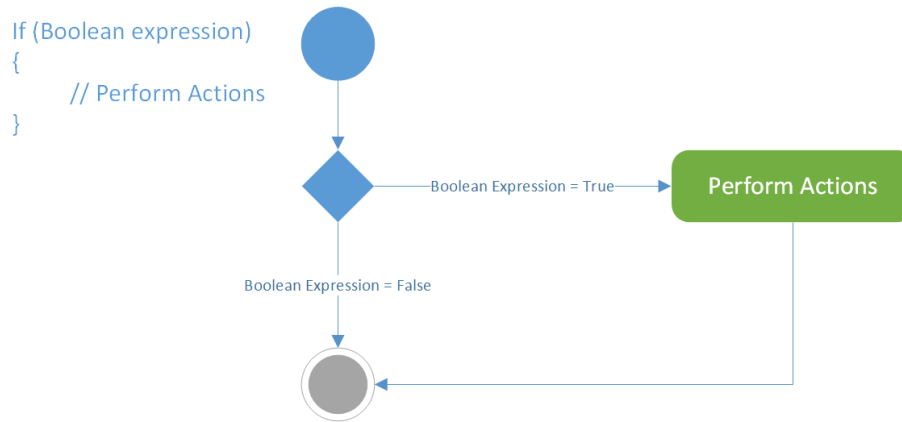 If (Boolean expression)
{
// Perform Actions
}
Boolean Expression = True
Perform Actions
Boolean Expression = False